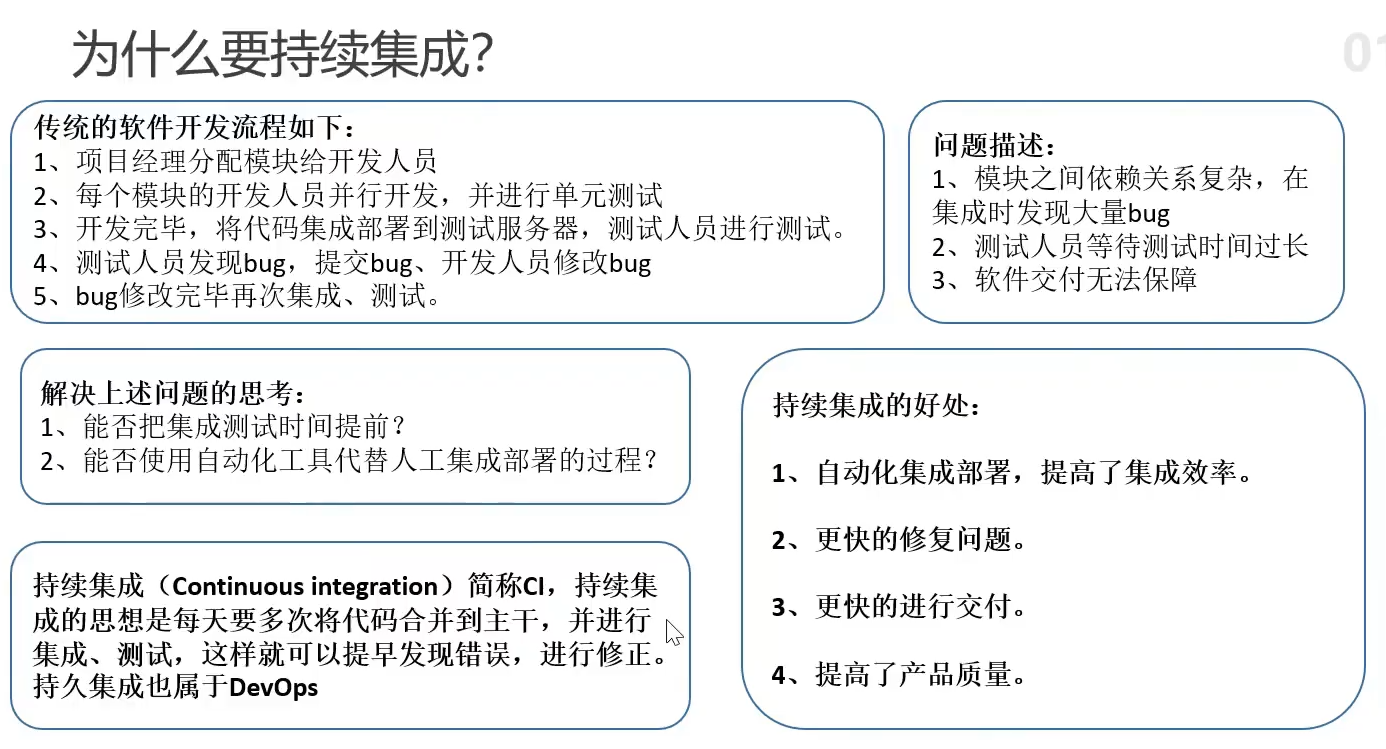 为什么要持续集成？
01
传统的软件开发流程如下：
1、项目经理分配模块给开发人员
2、每个模块的开发人员并行开发，并进行单元测试
3、开发完毕，将代码集成部署到测试服务器，测试人员进行测试。
4、测试人员发现bug，提交bug、开发人员修改bug
5、bug修改完毕再次集成、测试。
问题描述：
1、模块之间依赖关系复杂，在
集成时发现大量bug
2、测试人员等待测试时间过长
3、软件交付无法保障
解决上述问题的思考：
1、能否把集成测试时间提前？
2、能否使用自动化工具代替人工集成部署的过程？
持续集成（Continuous integration）简称CI，持续集
成的思想是每天要多次将代码合并到主干，并进行
集成、测试，这样就可以提早发现错误，进行修正。
持久集成也属于DevOps
持续集成的好处：
1、自动化集成部署，提高了集成效率。
2、更快的修复问题。
3、更快的进行交付。
4、提高了产品质量。